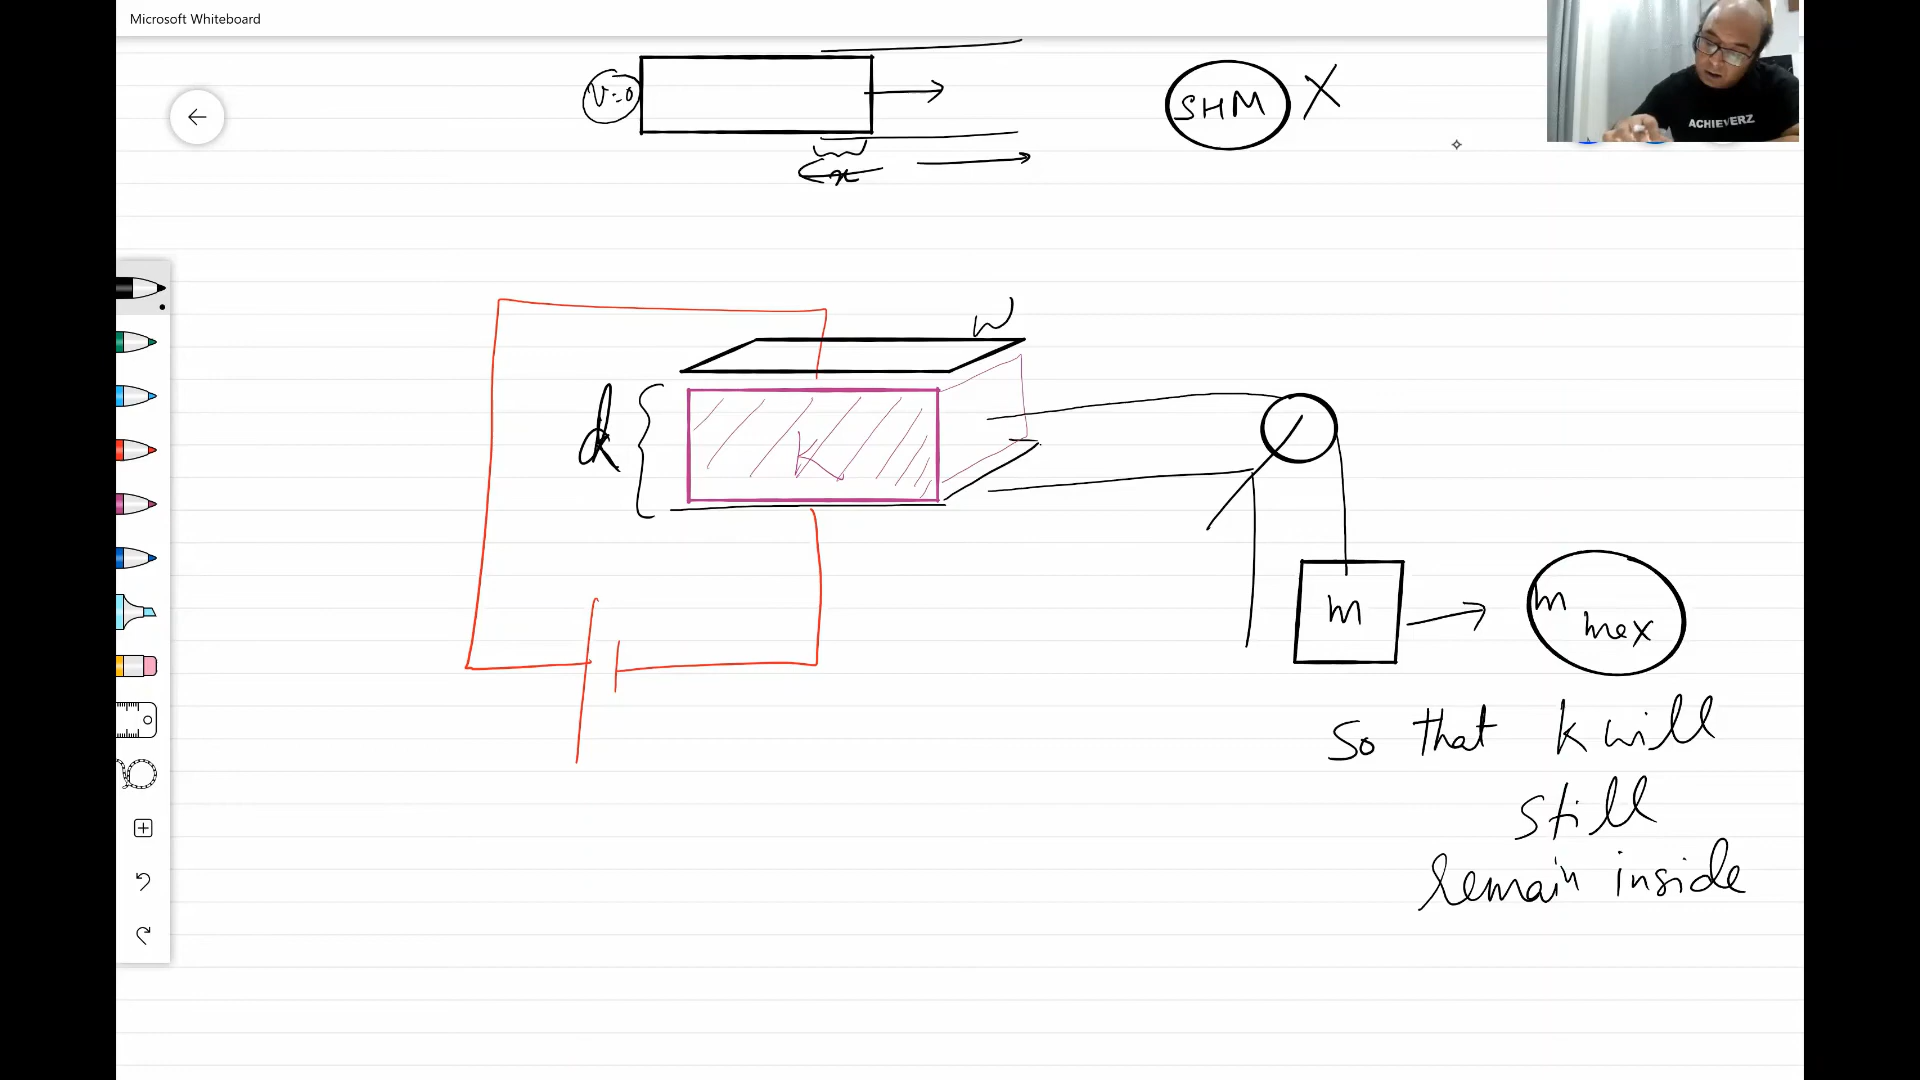 Microsoft Whiteboard
V=0
SHM X
ACHIEVERZ
x
W
d
K
m
m max
So that k will
still
remain inside